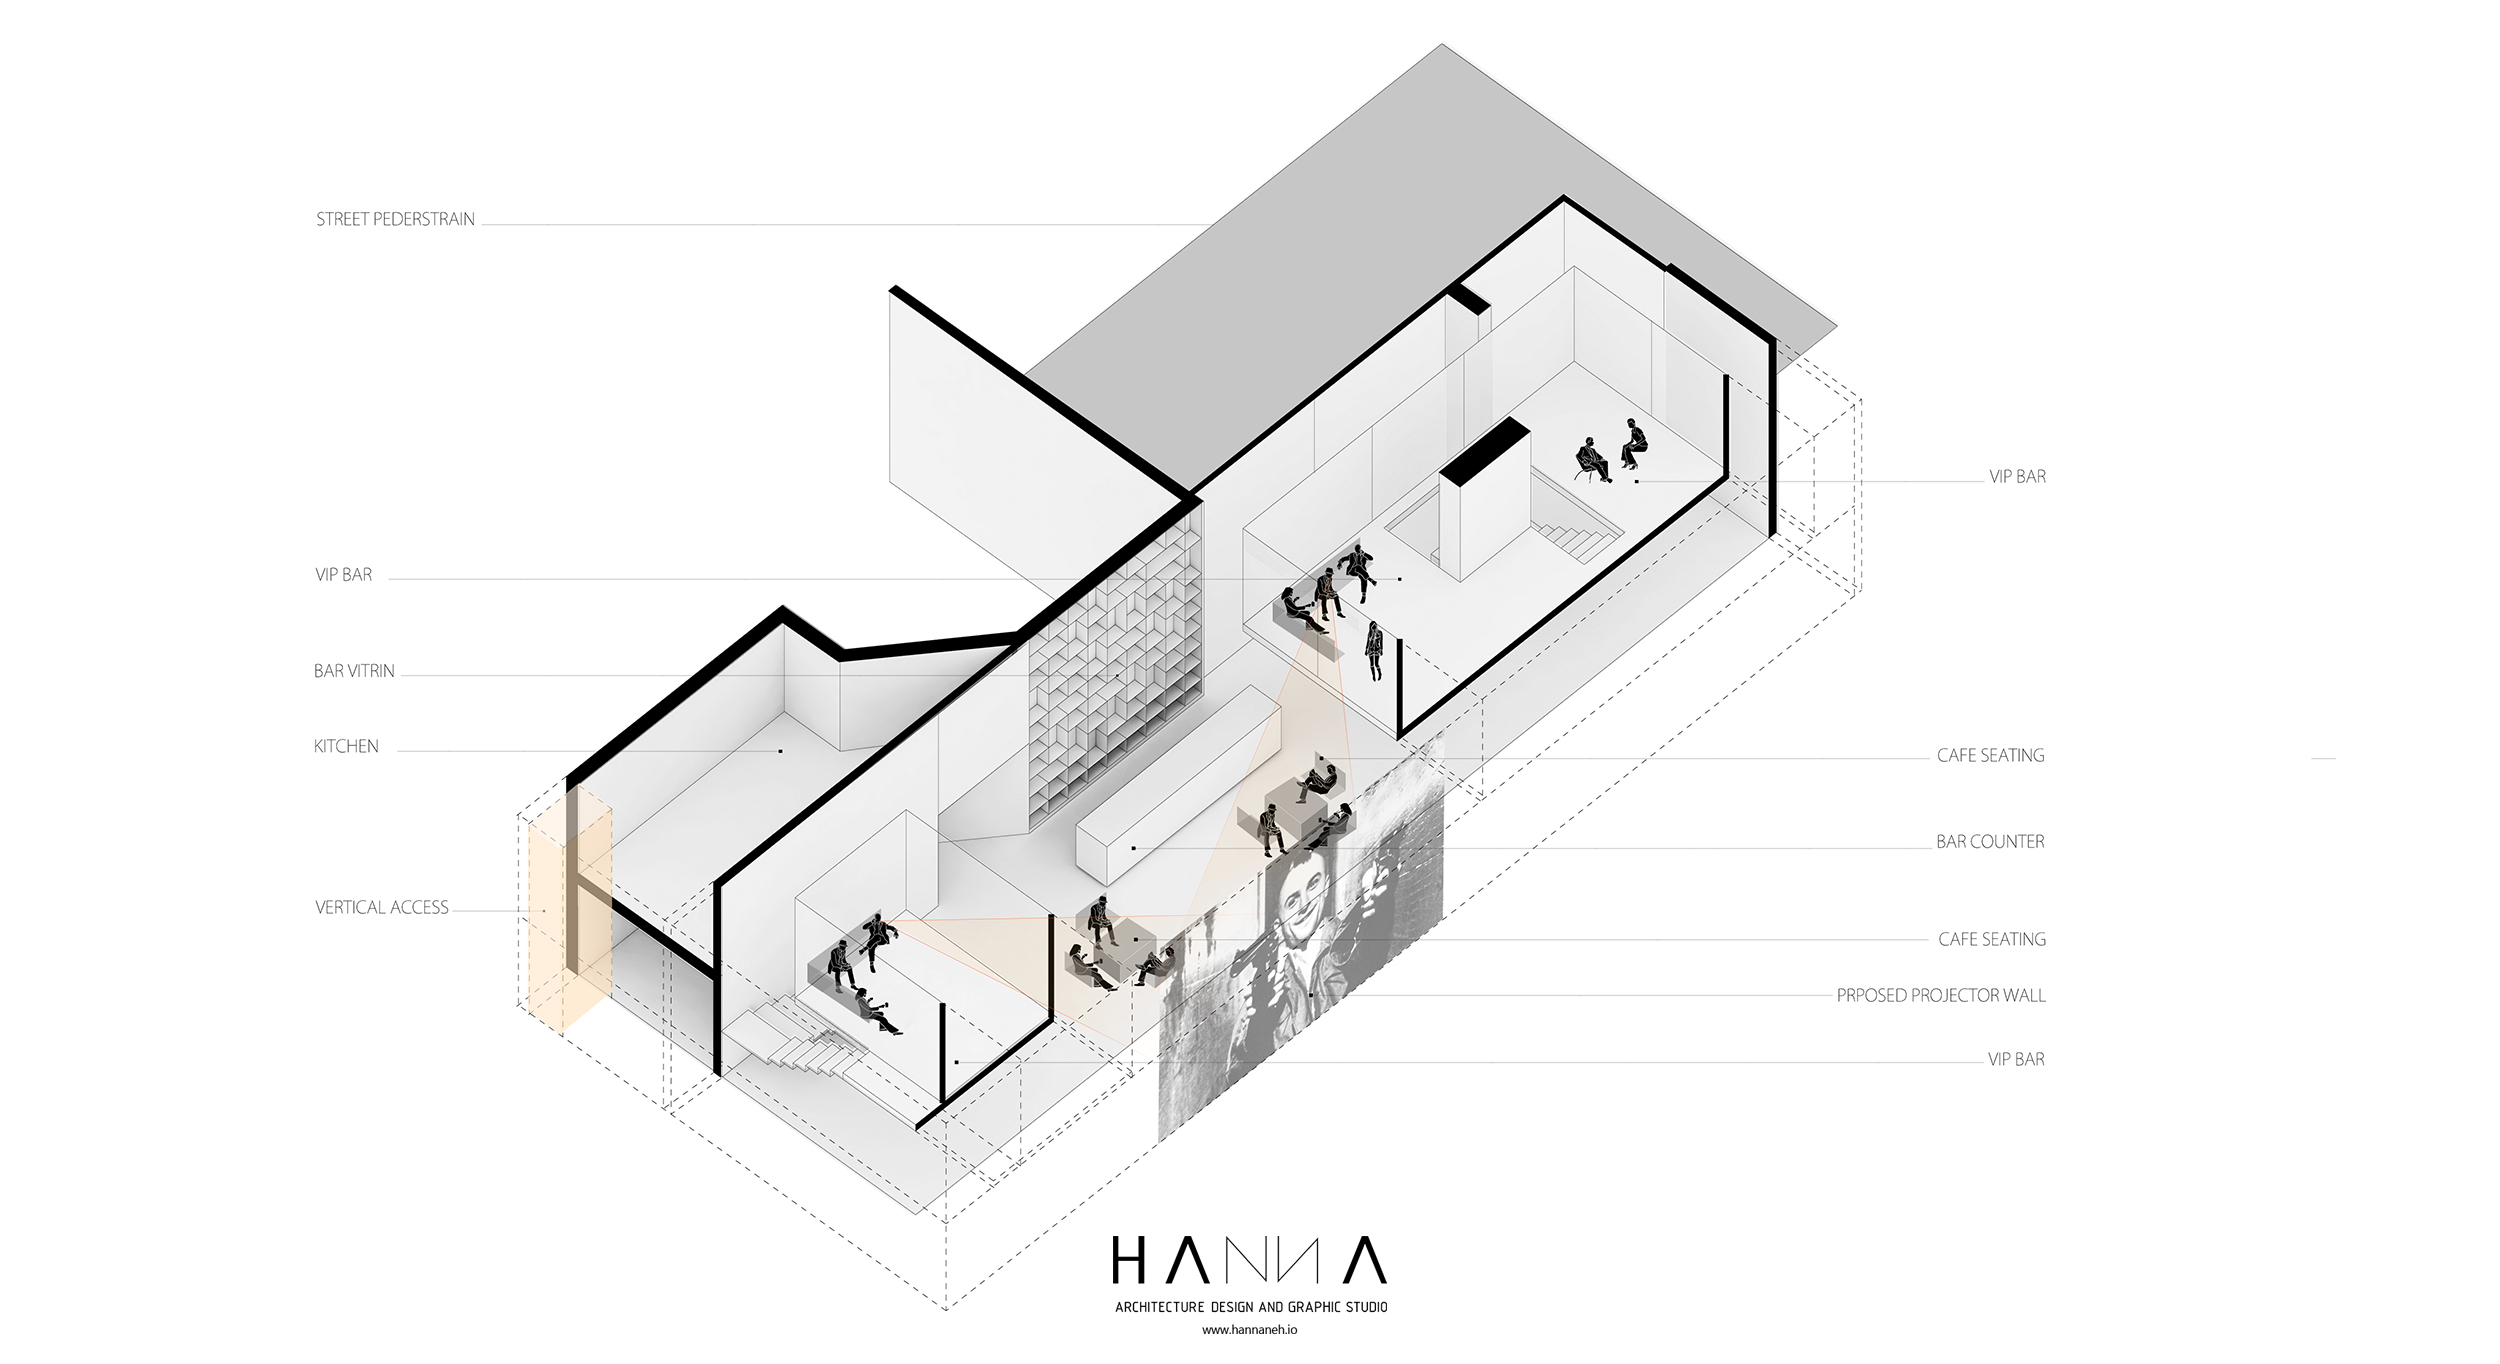 STREET PEDERSTRAIN
VIP BAR
VIP BAR
BAR VITRIN
KITCHEN
CAFE SEATING
BAR COUNTER
VERTICAL ACCESS
CAFE SEATING
PRPOSED PROJECTOR WALL
VIP BAR
HANNA
ARCHITECTURE DESIGN AND GRAPHIC STUDIO
www.hannaneh.io